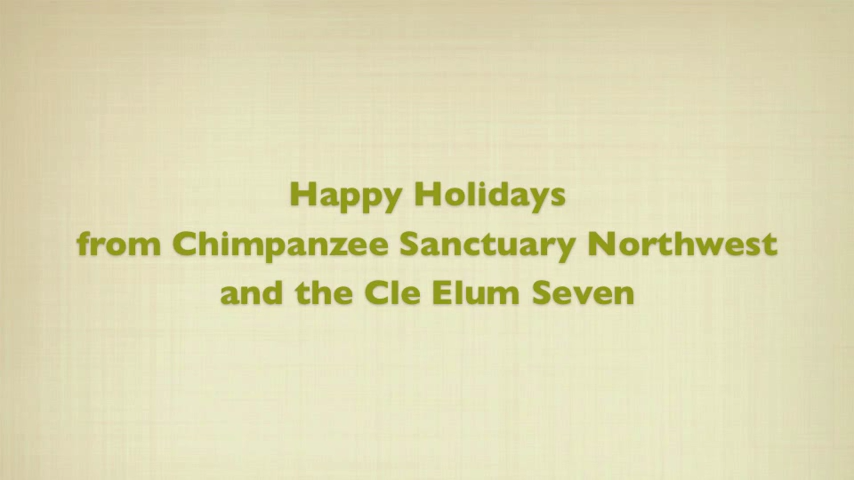 Happy Holidays
from Chimpanzee Sanctuary Northwest
and the Cle Elum Seven